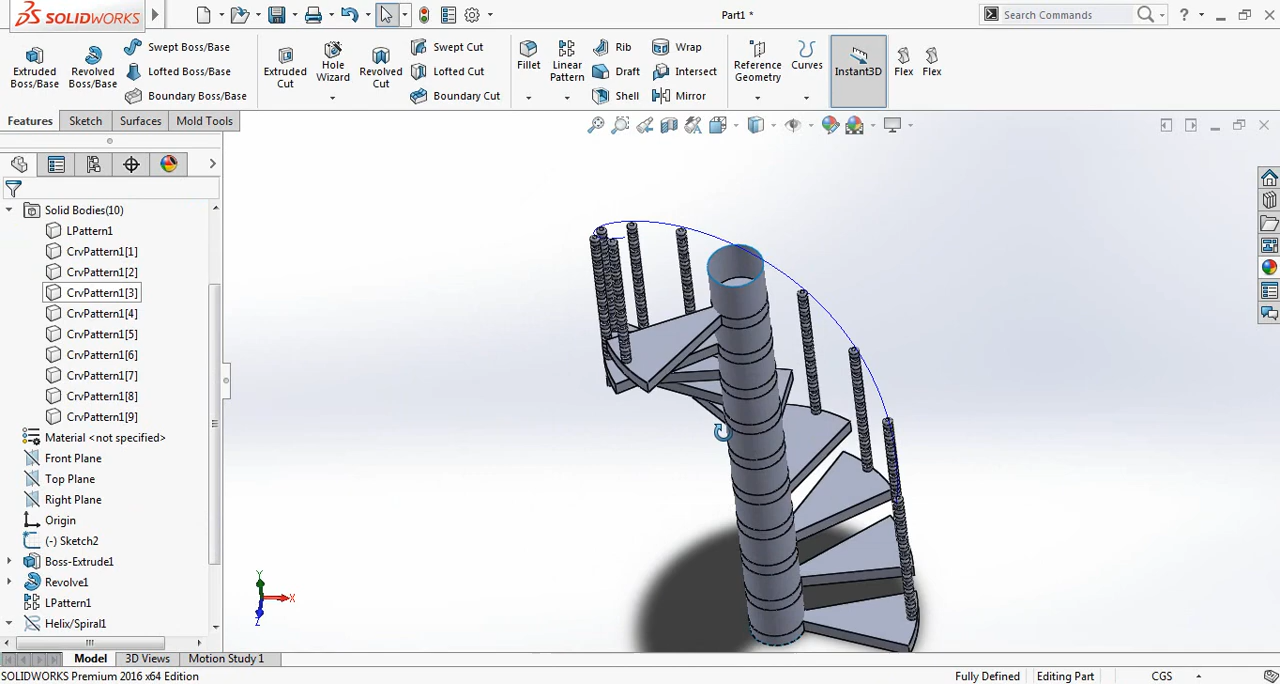 SOLIDWORKS
Part1 *
Search Commands
?
Extruded Boss/Base
Revolved Boss/Base
Swept Boss/Base
Lofted Boss/Base
Boundary Boss/Base
Extruded Cut
Hole Wizard
Revolved Cut
Swept Cut
Lofted Cut
Boundary Cut
Fillet
Linear Pattern
Rib
Draft
Shell
Wrap
Intersect
Mirror
Reference Geometry
Curves
Instant3D
Flex
Flex
Features
Sketch
Surfaces
Mold Tools
Solid Bodies(10)
LPattern1
CrvPattern1[1]
CrvPattern1[2]
CrvPattern1[3]
CrvPattern1[4]
CrvPattern1[5]
CrvPattern1[6]
CrvPattern1[7]
CrvPattern1[8]
CrvPattern1[9]
Material <not specified>
Front Plane
Top Plane
Right Plane
Origin
(-) Sketch2
Boss-Extrude1
Revolve1
LPattern1
Helix/Spiral1
Y
X
Z
Model
3D Views
Motion Study 1
SOLIDWORKS Premium 2016 x64 Edition
Fully Defined
Editing Part
CGS